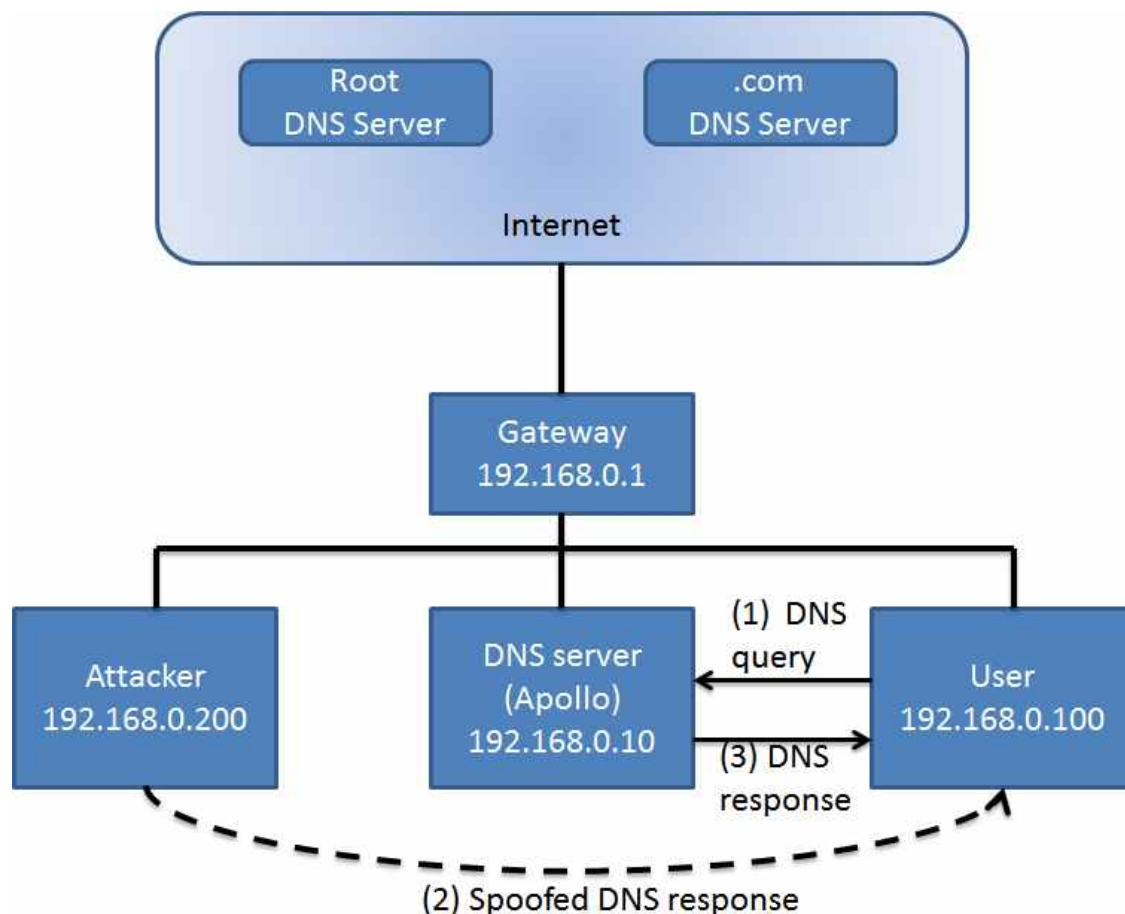 Root
DNS Server
.com
DNS Server
Internet
Gateway
192.168.0.1
Attacker
192.168.0.200
DNS server
(Apollo)
192.168.0.10
(1) DNS
query
(3) DNS
response
User
192.168.0.100
(2) Spoofed DNS response